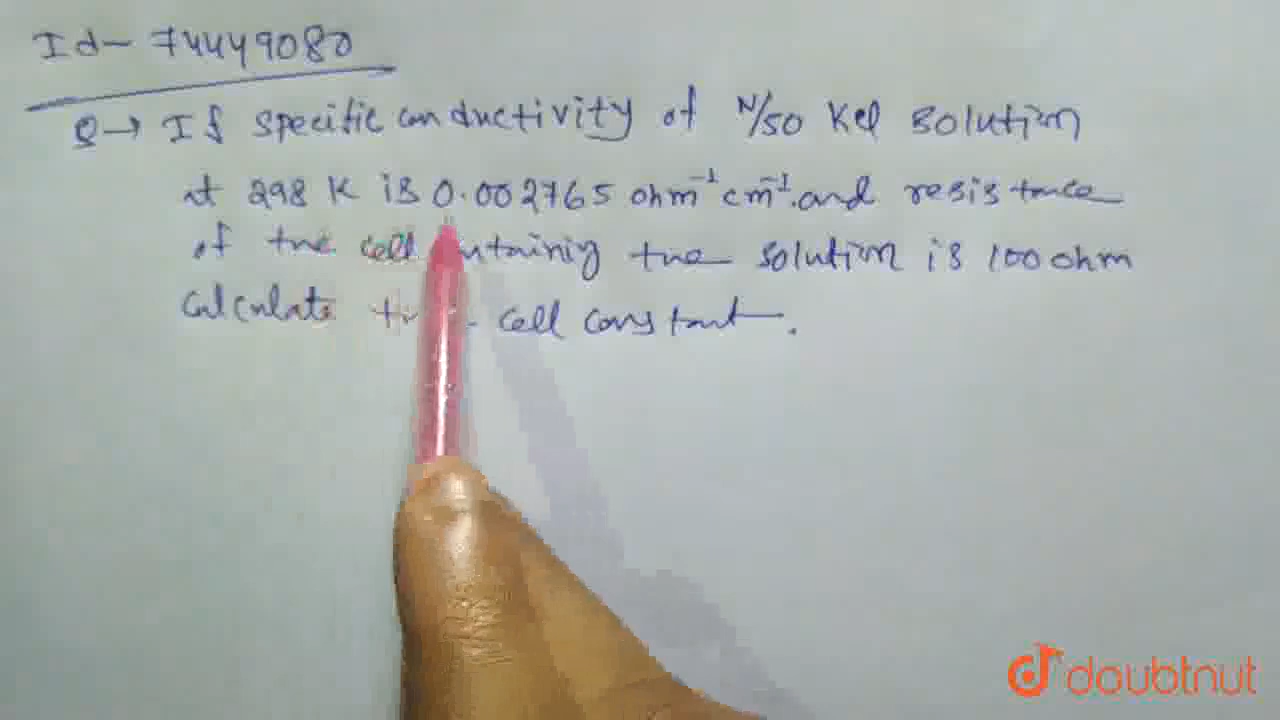 Id- 74449080
Q→ If specific conductivity of N/50 Kcl solution
at 298 K is 0.002765 ohm⁻¹ cm⁻¹. and resistance
of the cell the solution is 100 ohm
Calculate cell constant.
doubtnut